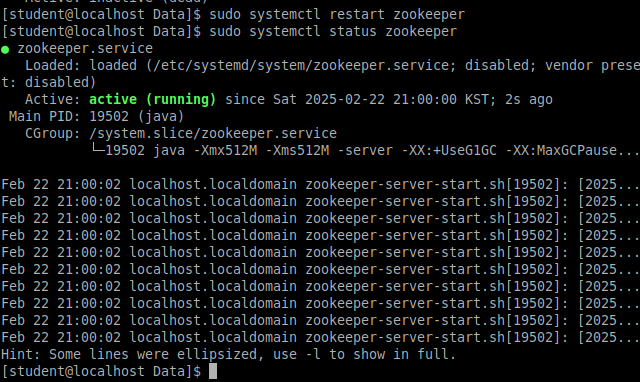 Active: inactive (dead)
[student@localhost Data]$ sudo systemctl restart zookeeper
[student@localhost Data]$ sudo systemctl status zookeeper
● zookeeper.service
Loaded: loaded (/etc/systemd/system/zookeeper.service; disabled; vendor prese
t: disabled)
Active: active (running) since Sat 2025-02-22 21:00:00 KST; 2s ago
Main PID: 19502 (java)
CGroup: /system.slice/zookeeper.service
└─19502 java -Xmx512M -Xms512M -server -XX:+UseG1GC -XX:MaxGCPause...
Feb 22 21:00:02 localhost.localdomain zookeeper-server-start.sh[19502]: [2025...
Feb 22 21:00:02 localhost.localdomain zookeeper-server-start.sh[19502]: [2025...
Feb 22 21:00:02 localhost.localdomain zookeeper-server-start.sh[19502]: [2025...
Feb 22 21:00:02 localhost.localdomain zookeeper-server-start.sh[19502]: [2025...
Feb 22 21:00:02 localhost.localdomain zookeeper-server-start.sh[19502]: [2025...
Feb 22 21:00:02 localhost.localdomain zookeeper-server-start.sh[19502]: [2025...
Feb 22 21:00:02 localhost.localdomain zookeeper-server-start.sh[19502]: [2025...
Feb 22 21:00:02 localhost.localdomain zookeeper-server-start.sh[19502]: [2025...
Feb 22 21:00:02 localhost.localdomain zookeeper-server-start.sh[19502]: [2025...
Feb 22 21:00:02 localhost.localdomain zookeeper-server-start.sh[19502]: [2025...
Hint: Some lines were ellipsized, use -l to show in full.
[student@localhost Data]$